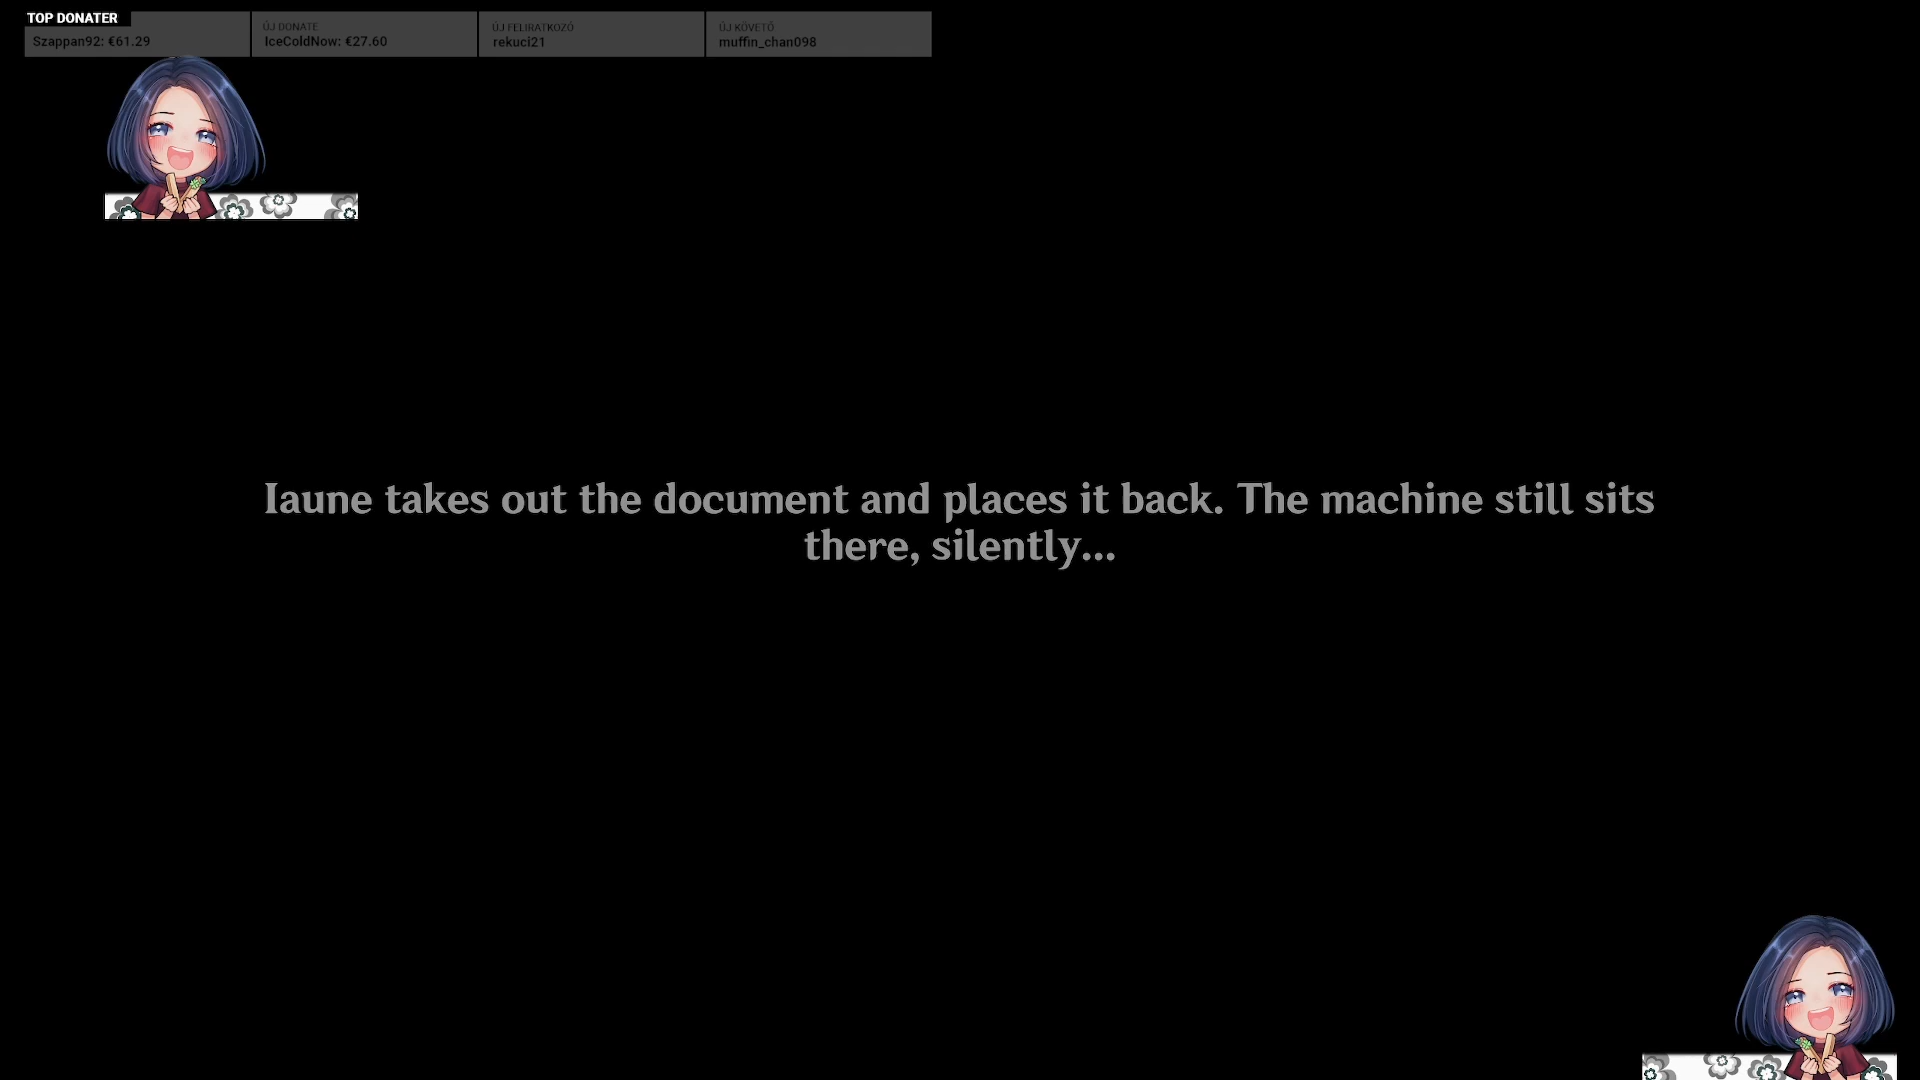 TOP DONATER
Szappan92: €61.29
ÚJ DONATE
IceColdNow: €27.60
ÚJ FELIRATKOZÓ
rekuci21
ÚJ KÖVETŐ
muffin_chan098
Iaune takes out the document and places it back. The machine still sits
there, silently...